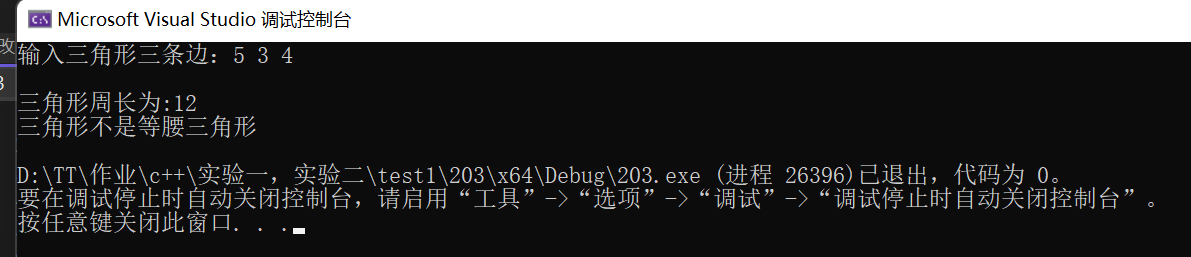 Microsoft Visual Studio 调试控制台
改
输入三角形三条边：5 3 4
3
三角形周长为:12
三角形不是等腰三角形
D:\TT\作业\c++\实验一，实验二\test1\203\x64\Debug\203.exe (进程 26396)已退出，代码为 0。
要在调试停止时自动关闭控制台，请启用“工具”->“选项”->“调试”->“调试停止时自动关闭控制台”。
按任意键关闭此窗口. . .